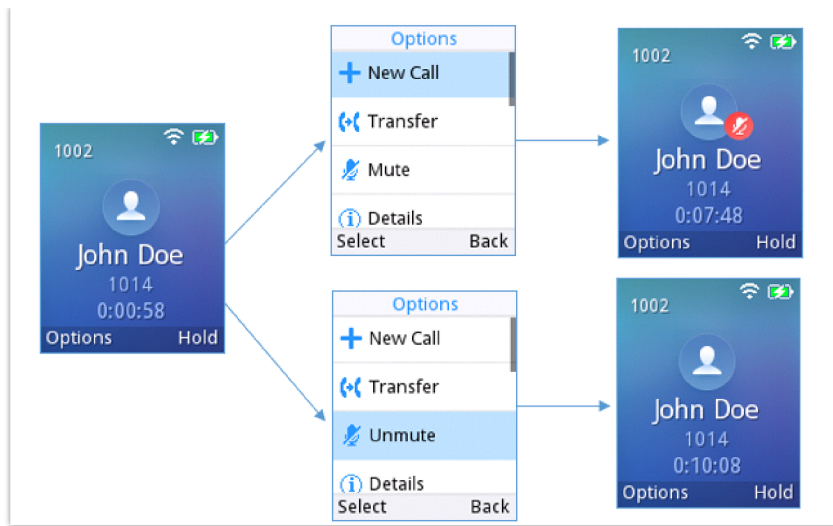 1002
John Doe
1014
0:00:58
Options
Hold
Options
New Call
Transfer
Mute
Details
Select
Back
1002
John Doe
1014
0:07:48
Options
Hold
Options
New Call
Transfer
Unmute
Details
Select
Back
1002
John Doe
1014
0:10:08
Options
Hold